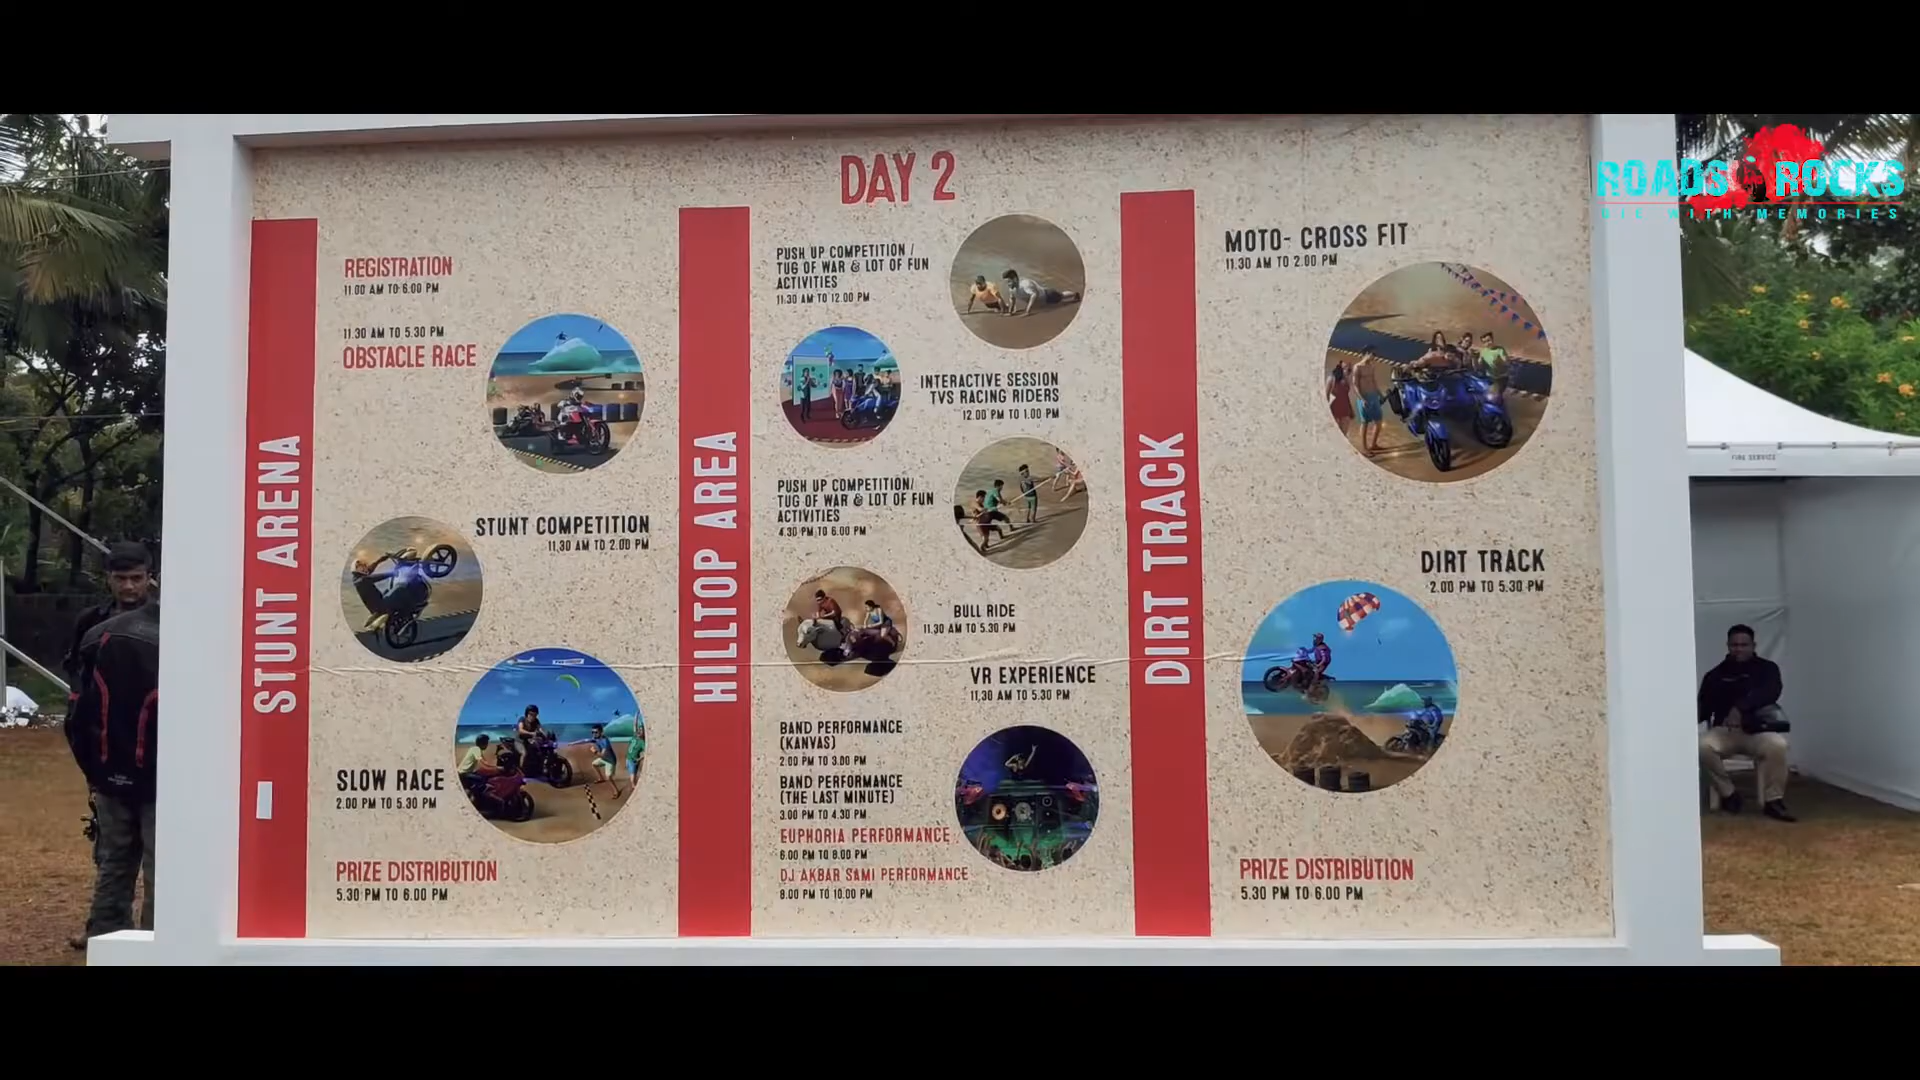 DAY 2
STUNT ARENA
REGISTRATION
11.00 AM TO 6.00 PM
11.30 AM TO 5.30 PM
OBSTACLE RACE
STUNT COMPETITION
11.30 AM TO 2.00 PM
SLOW RACE
2.00 PM TO 5.30 PM
PRIZE DISTRIBUTION
5.30 PM TO 6.00 PM
HILLTOP AREA
PUSH UP COMPETITION /
TUG OF WAR & LOT OF FUN
ACTIVITIES
11.30 AM TO 12.00 PM
INTERACTIVE SESSION
TVS RACING RIDERS
12.00 PM TO 1.00 PM
PUSH UP COMPETITION/
TUG OF WAR & LOT OF FUN
ACTIVITIES
4.30 PM TO 6.00 PM
BULL RIDE
11.30 AM TO 5.30 PM
VR EXPERIENCE
11.30 AM TO 5.30 PM
BAND PERFORMANCE
(KANVAS)
2.00 PM TO 3.00 PM
BAND PERFORMANCE
(THE LAST MINUTE)
3.00 PM TO 4.30 PM
EUPHORIA PERFORMANCE
6.00 PM TO 8.00 PM
DJ AKBAR SAMI PERFORMANCE
8.00 PM TO 10.00 PM
DIRT TRACK
MOTO- CROSS FIT
11.30 AM TO 2.00 PM
DIRT TRACK
2.00 PM TO 5.30 PM
PRIZE DISTRIBUTION
5.30 PM TO 6.00 PM
ROADS ROCKS
DIE WITH MEMORIES
FIRE SERVICE